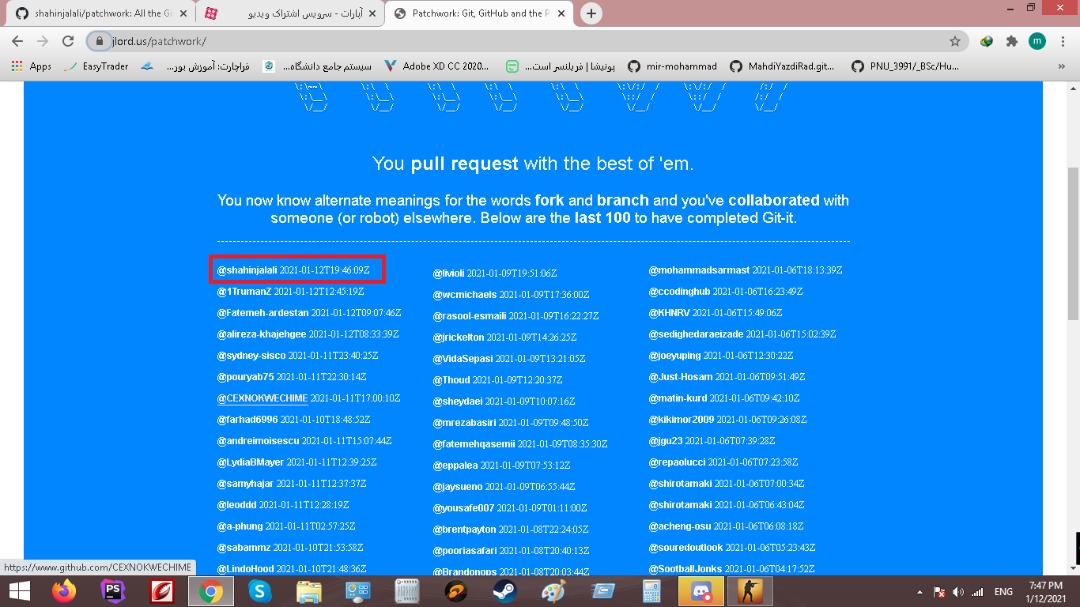 shahinjalali/patchwork: All the Gi
آپارات - سرویس اشتراک ویدیو
Patchwork: Git, GitHub and the P
jlord.us/patchwork/
m
Apps
EasyTrader
فراچارت: آموزش بور...
سیستم جامع دانشگاه...
Adobe XD CC 2020...
پونیشا | فریلنسر است...
mir-mohammad
MahdiYazdiRad.git...
PNU_3991/_BSc/Hu...
»
You pull request with the best of 'em.
You now know alternate meanings for the words fork and branch and you've collaborated with
someone (or robot) elsewhere. Below are the last 100 to have completed Git-it.
@shahinjalali 2021-01-12T19:46:09Z
@1TrumanZ 2021-01-12T12:45:19Z
@Fatemeh-ardestan 2021-01-12T09:07:46Z
@alireza-khajehgee 2021-01-12T08:33:39Z
@sydney-sisco 2021-01-11T23:40:25Z
@pouryab75 2021-01-11T22:30:14Z
@CEXNOKWECHIME 2021-01-11T17:00:10Z
@farhad6996 2021-01-10T18:48:52Z
@andreimoisescu 2021-01-11T15:07:44Z
@LydiaBMayer 2021-01-11T12:39:25Z
@samyhajar 2021-01-11T12:37:37Z
@leoddd 2021-01-11T12:28:19Z
@a-phung 2021-01-11T02:57:25Z
@sabammz 2021-01-10T21:53:58Z
@LindoHood 2021-01-10T21:48:36Z
@livioli 2021-01-09T19:51:06Z
@wcmichaels 2021-01-09T17:36:00Z
@rasool-esmaili 2021-01-09T16:22:27Z
@jrickelton 2021-01-09T14:26:25Z
@VidaSepasi 2021-01-09T13:21:05Z
@Thoud 2021-01-09T12:20:37Z
@sheydaei 2021-01-09T10:07:16Z
@mrezabasiri 2021-01-09T09:48:50Z
@fatemehqasemii 2021-01-09T08:35:30Z
@eppalea 2021-01-09T07:53:12Z
@jaysueno 2021-01-09T06:55:44Z
@yousafe007 2021-01-09T01:11:00Z
@brentpayton 2021-01-08T22:24:05Z
@pooriasafari 2021-01-08T20:40:13Z
@Brandonops 2021-01-08T20:03:44Z
@mohammadsarmast 2021-01-06T18:13:39Z
@ccodinghub 2021-01-06T16:23:49Z
@KHNRV 2021-01-06T15:49:06Z
@sedighedaraeizade 2021-01-06T15:02:39Z
@joeyuping 2021-01-06T12:30:22Z
@Just-Hosam 2021-01-06T09:51:49Z
@matin-kurd 2021-01-06T09:42:10Z
@kikimor2009 2021-01-06T09:26:08Z
@jgu23 2021-01-06T07:39:28Z
@repaolucci 2021-01-06T07:23:58Z
@shirotamaki 2021-01-06T07:00:34Z
@shirotamaki 2021-01-06T06:43:04Z
@acheng-osu 2021-01-06T06:08:18Z
@souredoutlook 2021-01-06T05:23:43Z
@SootballJonks 2021-01-06T04:17:52Z
https://www.github.com/CEXNOKWECHIME
PS
ENG
7:47 PM
1/12/2021